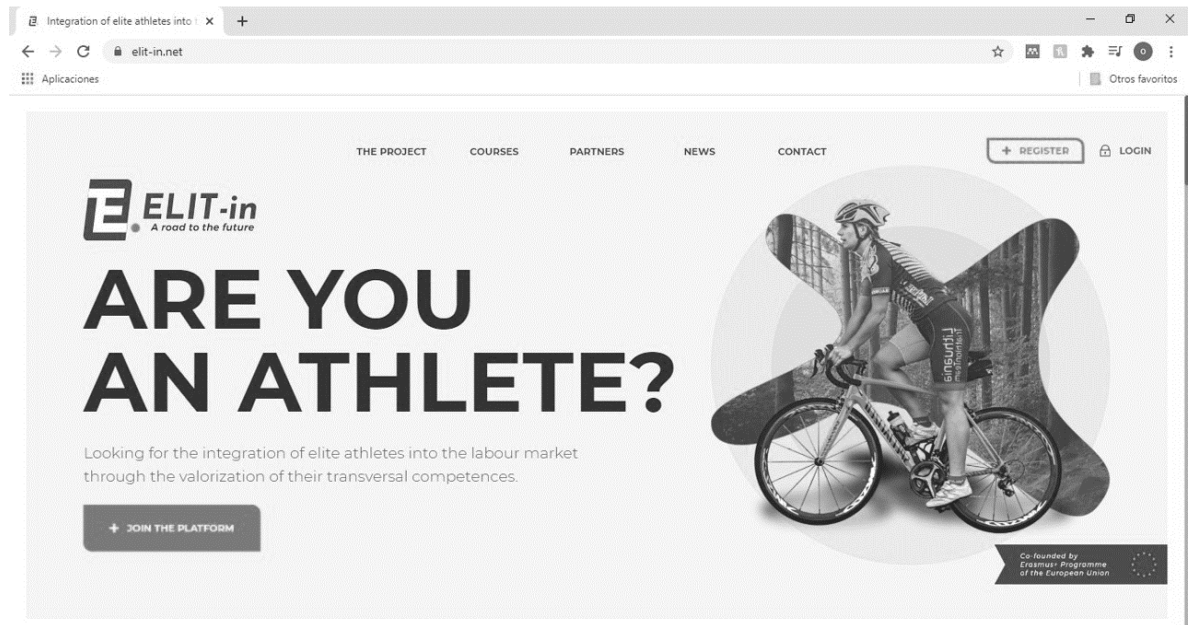 Integration of elite athletes into t
elit-in.net
Aplicaciones
Otros favoritos
THE PROJECT COURSES PARTNERS NEWS CONTACT + REGISTER LOGIN
ELIT-in
A road to the future
ARE YOU
AN ATHLETE?
Looking for the integration of elite athletes into the labour market
through the valorization of their transversal competences.
+ JOIN THE PLATFORM
Lithuania
Co-founded by
Erasmus+ Programme
of the European Union